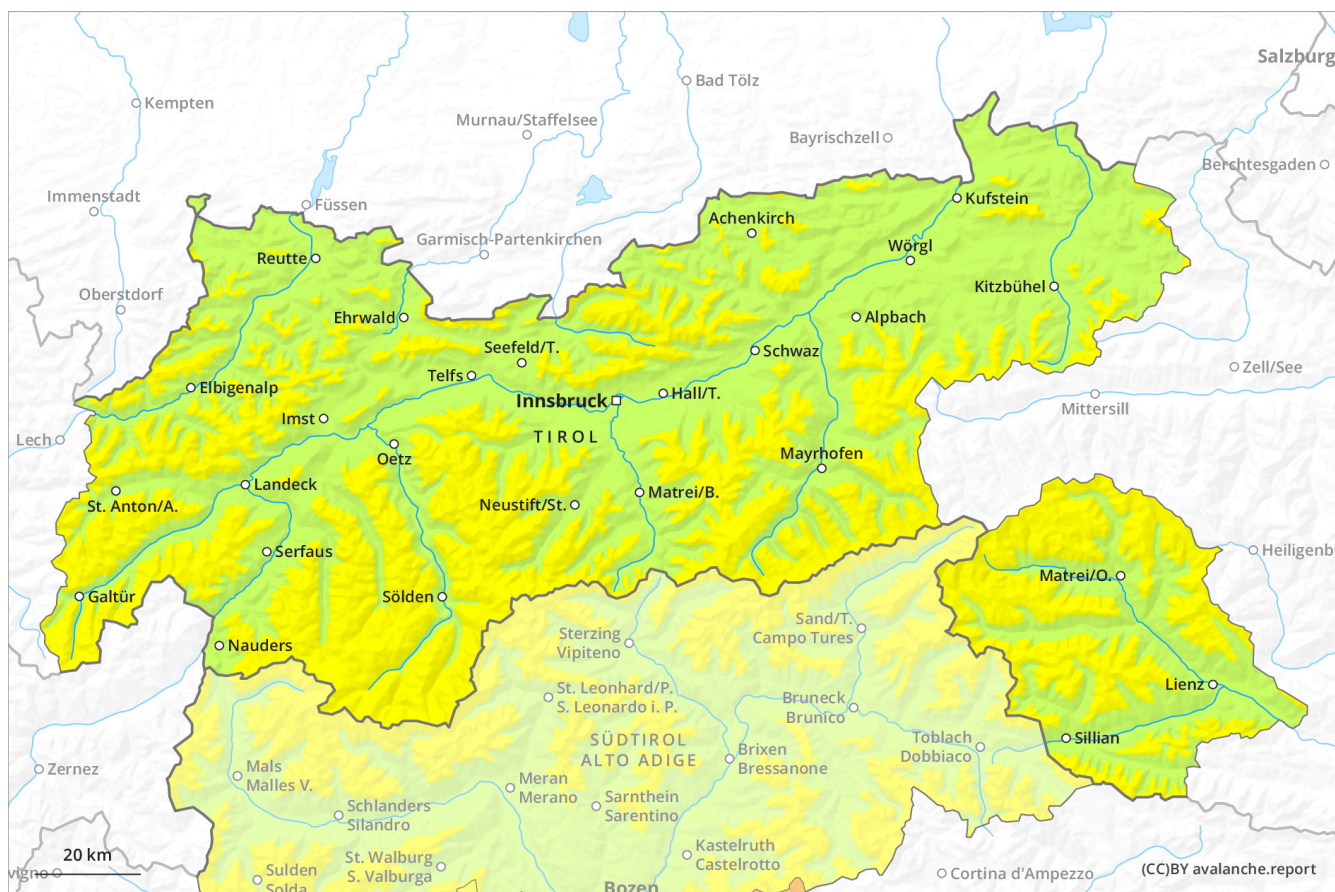 Salzburg
Bad Tölz
Kempten
Murnau/Staffelsee
Bayrischzell
Berchtesgaden
Immenstadt
Füssen
Kufstein
Achenkirch
Garmisch-Partenkirchen
Wörgl
Reutte
Kitzbühel
Oberstdorf
Ehrwald
Alpbach
Seefeld/T.
Schwaz
Zell/See
Telfs
Elbigenalp
Hall/T.
Innsbruck
Mittersill
Imst
TIROL
Lech
Oetz
Mayrhofen
Landeck
Matrei/B.
St. Anton/A.
Neustift/St.
Serfaus
Heiligenb
Matrei/O.
Galtür
Sölden
Sand/T.
Campo Tures
Sterzing
Vipiteno
Nauders
Lienz
St. Leonhard/P.
S. Leonardo i. P.
Bruneck
Brunico
Sillian
SÜDTIROL
ALTO ADIGE
Toblach
Dobbiaco
Brixen
Bressanone
Zernez
Mals
Malles V.
Meran
Merano
Sarnthein
Sarentino
Schlanders
Silandro
Kastelruth
Castelrotto
20 km
St. Walburg
S. Valburga
vigno
Sulden
Solda
Cortina d'Ampezzo
(CC)BY avalanche.report
Bozen